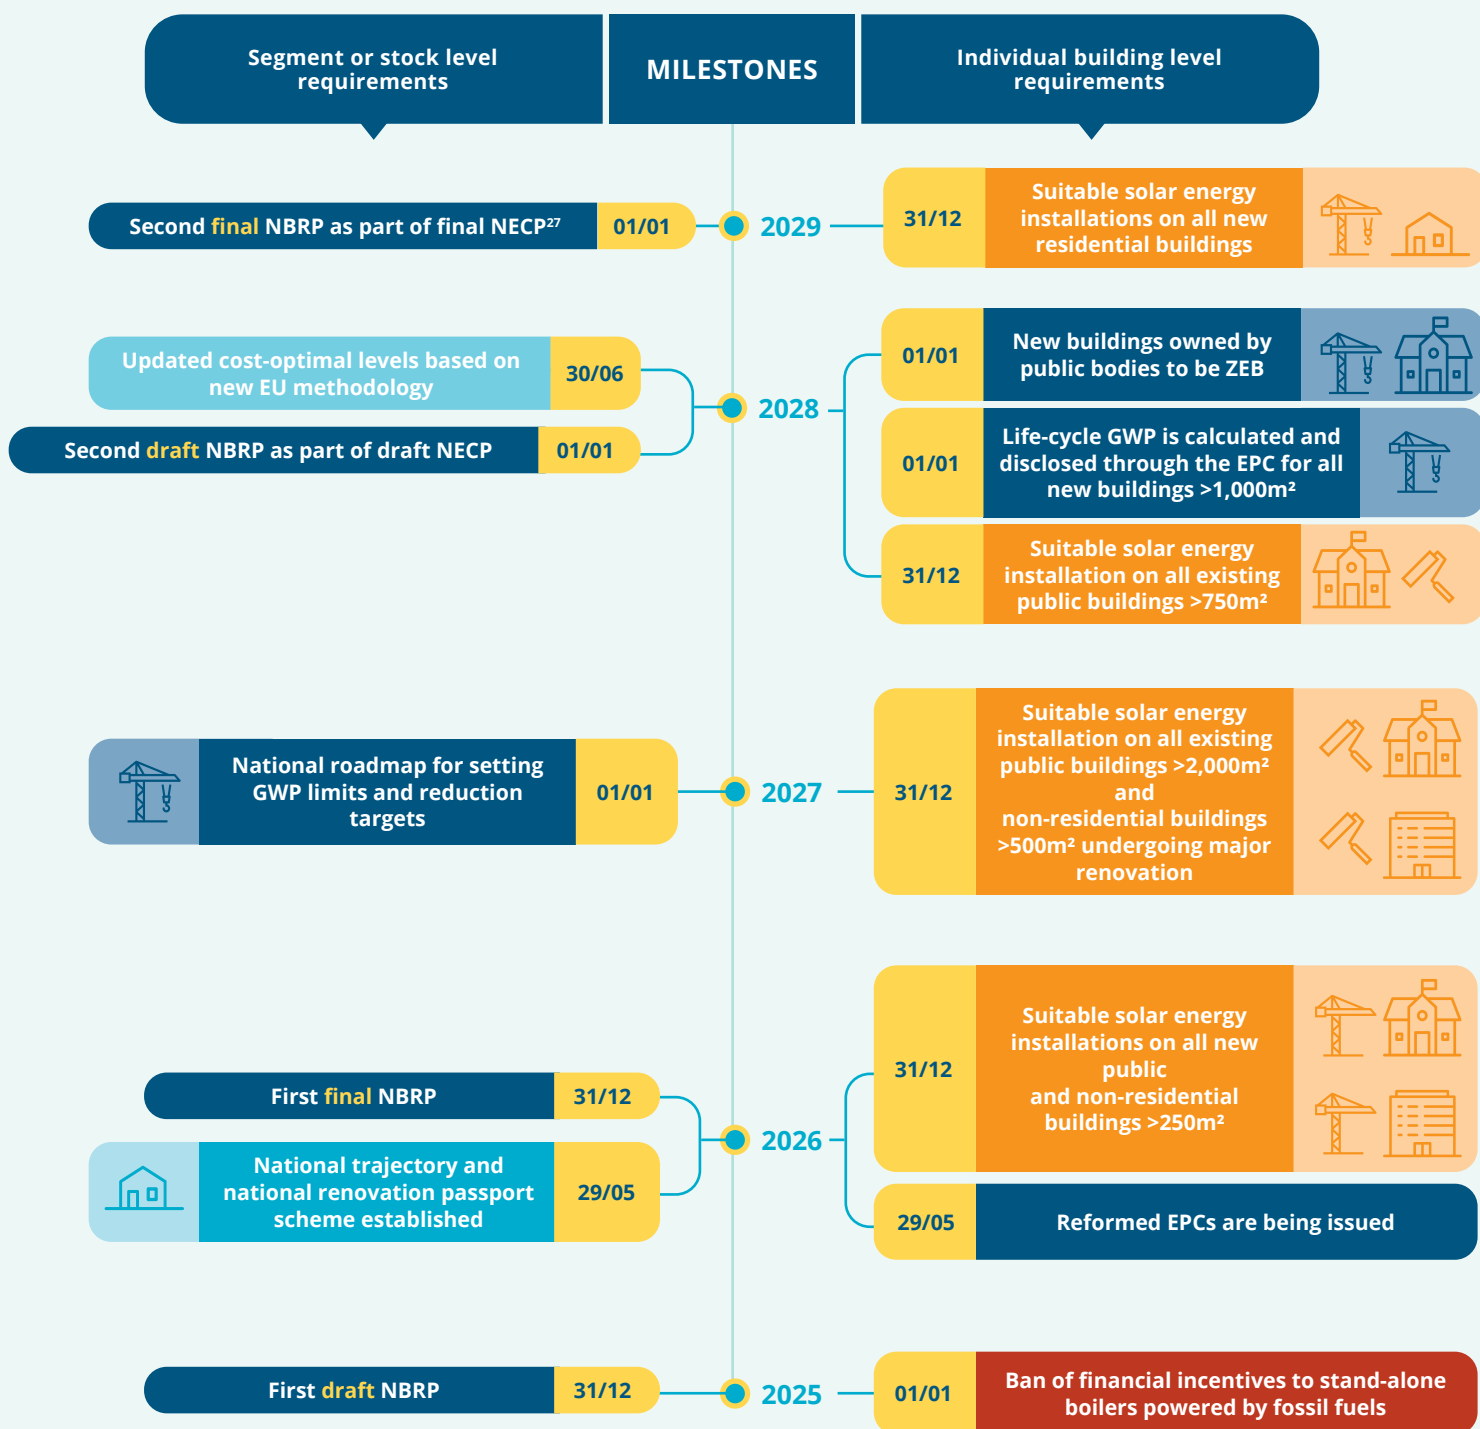 Segment or stock level
requirements
MILESTONES
Individual building level
requirements
Second final NBRP as part of final NECP²⁷
01/01
2029
31/12
Suitable solar energy
installations on all new
residential buildings
Updated cost-optimal levels based on
new EU methodology
30/06
Second draft NBRP as part of draft NECP
01/01
2028
01/01
New buildings owned by
public bodies to be ZEB
01/01
Life-cycle GWP is calculated and
disclosed through the EPC for all
new buildings >1,000m²
31/12
Suitable solar energy
installation on all existing
public buildings >750m²
National roadmap for setting
GWP limits and reduction
targets
01/01
2027
31/12
Suitable solar energy
installation on all existing
public buildings >2,000m²
and
non-residential buildings
>500m² undergoing major
renovation
First final NBRP
31/12
National trajectory and
national renovation passport
scheme established
29/05
2026
31/12
Suitable solar energy
installations on all new
public
and non-residential
buildings >250m²
29/05
Reformed EPCs are being issued
First draft NBRP
31/12
2025
01/01
Ban of financial incentives to stand-alone
boilers powered by fossil fuels